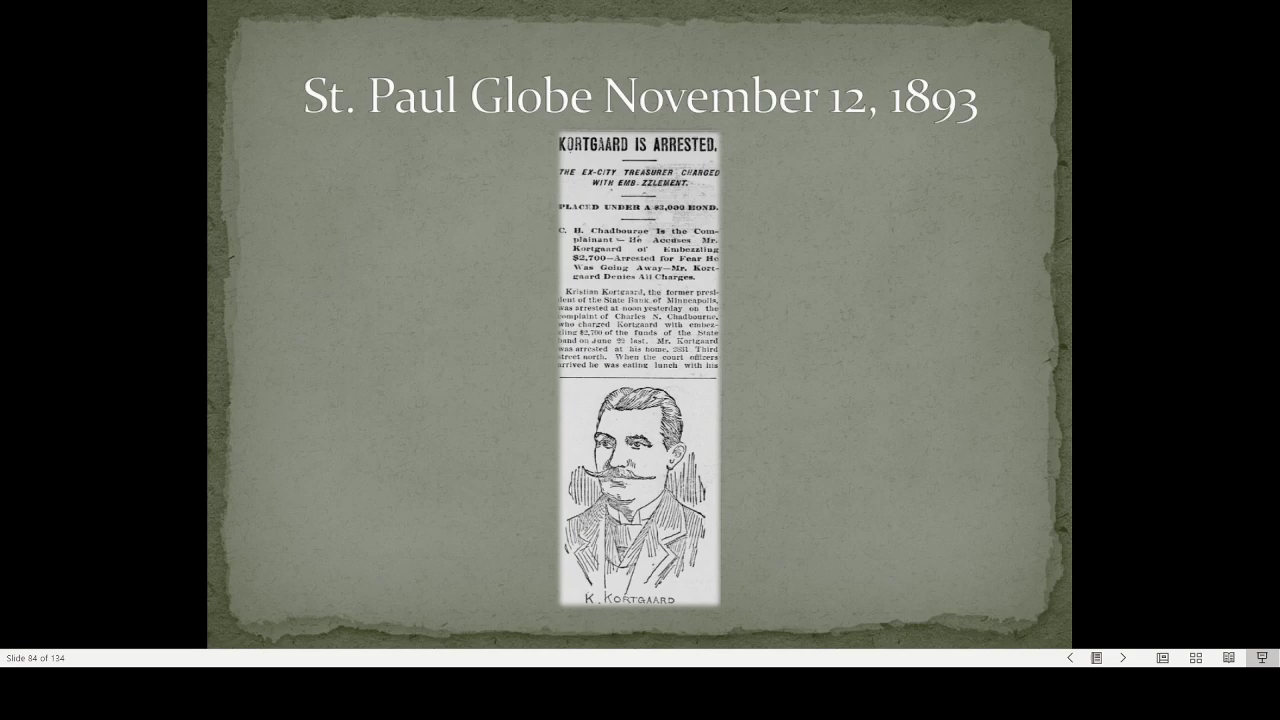 St. Paul Globe November 12, 1893
KORTGAARD IS ARRESTED.
THE EX-CITY TREASURER CHARGED
WITH EMB ZZLEMENT.
PLACED UNDER A $3,000 BOND.
C. H. Chadbourne Is the Com-
plainant — He Accuses Mr.
Kortgaard of Embezzling
$2,700—Arrested for Fear He
Was Going Away—Mr. Kort-
gaard Denies All Charges.
Kristian Kortgaard, the former presi-
dent of the State Bank of Minneapolis,
was arrested at noon yesterday on the
complaint of Charles N. Chadbourne,
who charged Kortgaard with embez-
zling $2,700 of the funds of the State
band on June 22 last. Mr. Kortgaard
was arrested at his home, 2831 Third
street north. When the court officers
arrived he was eating lunch with his
K. KORTGAARD
Slide 84 of 134